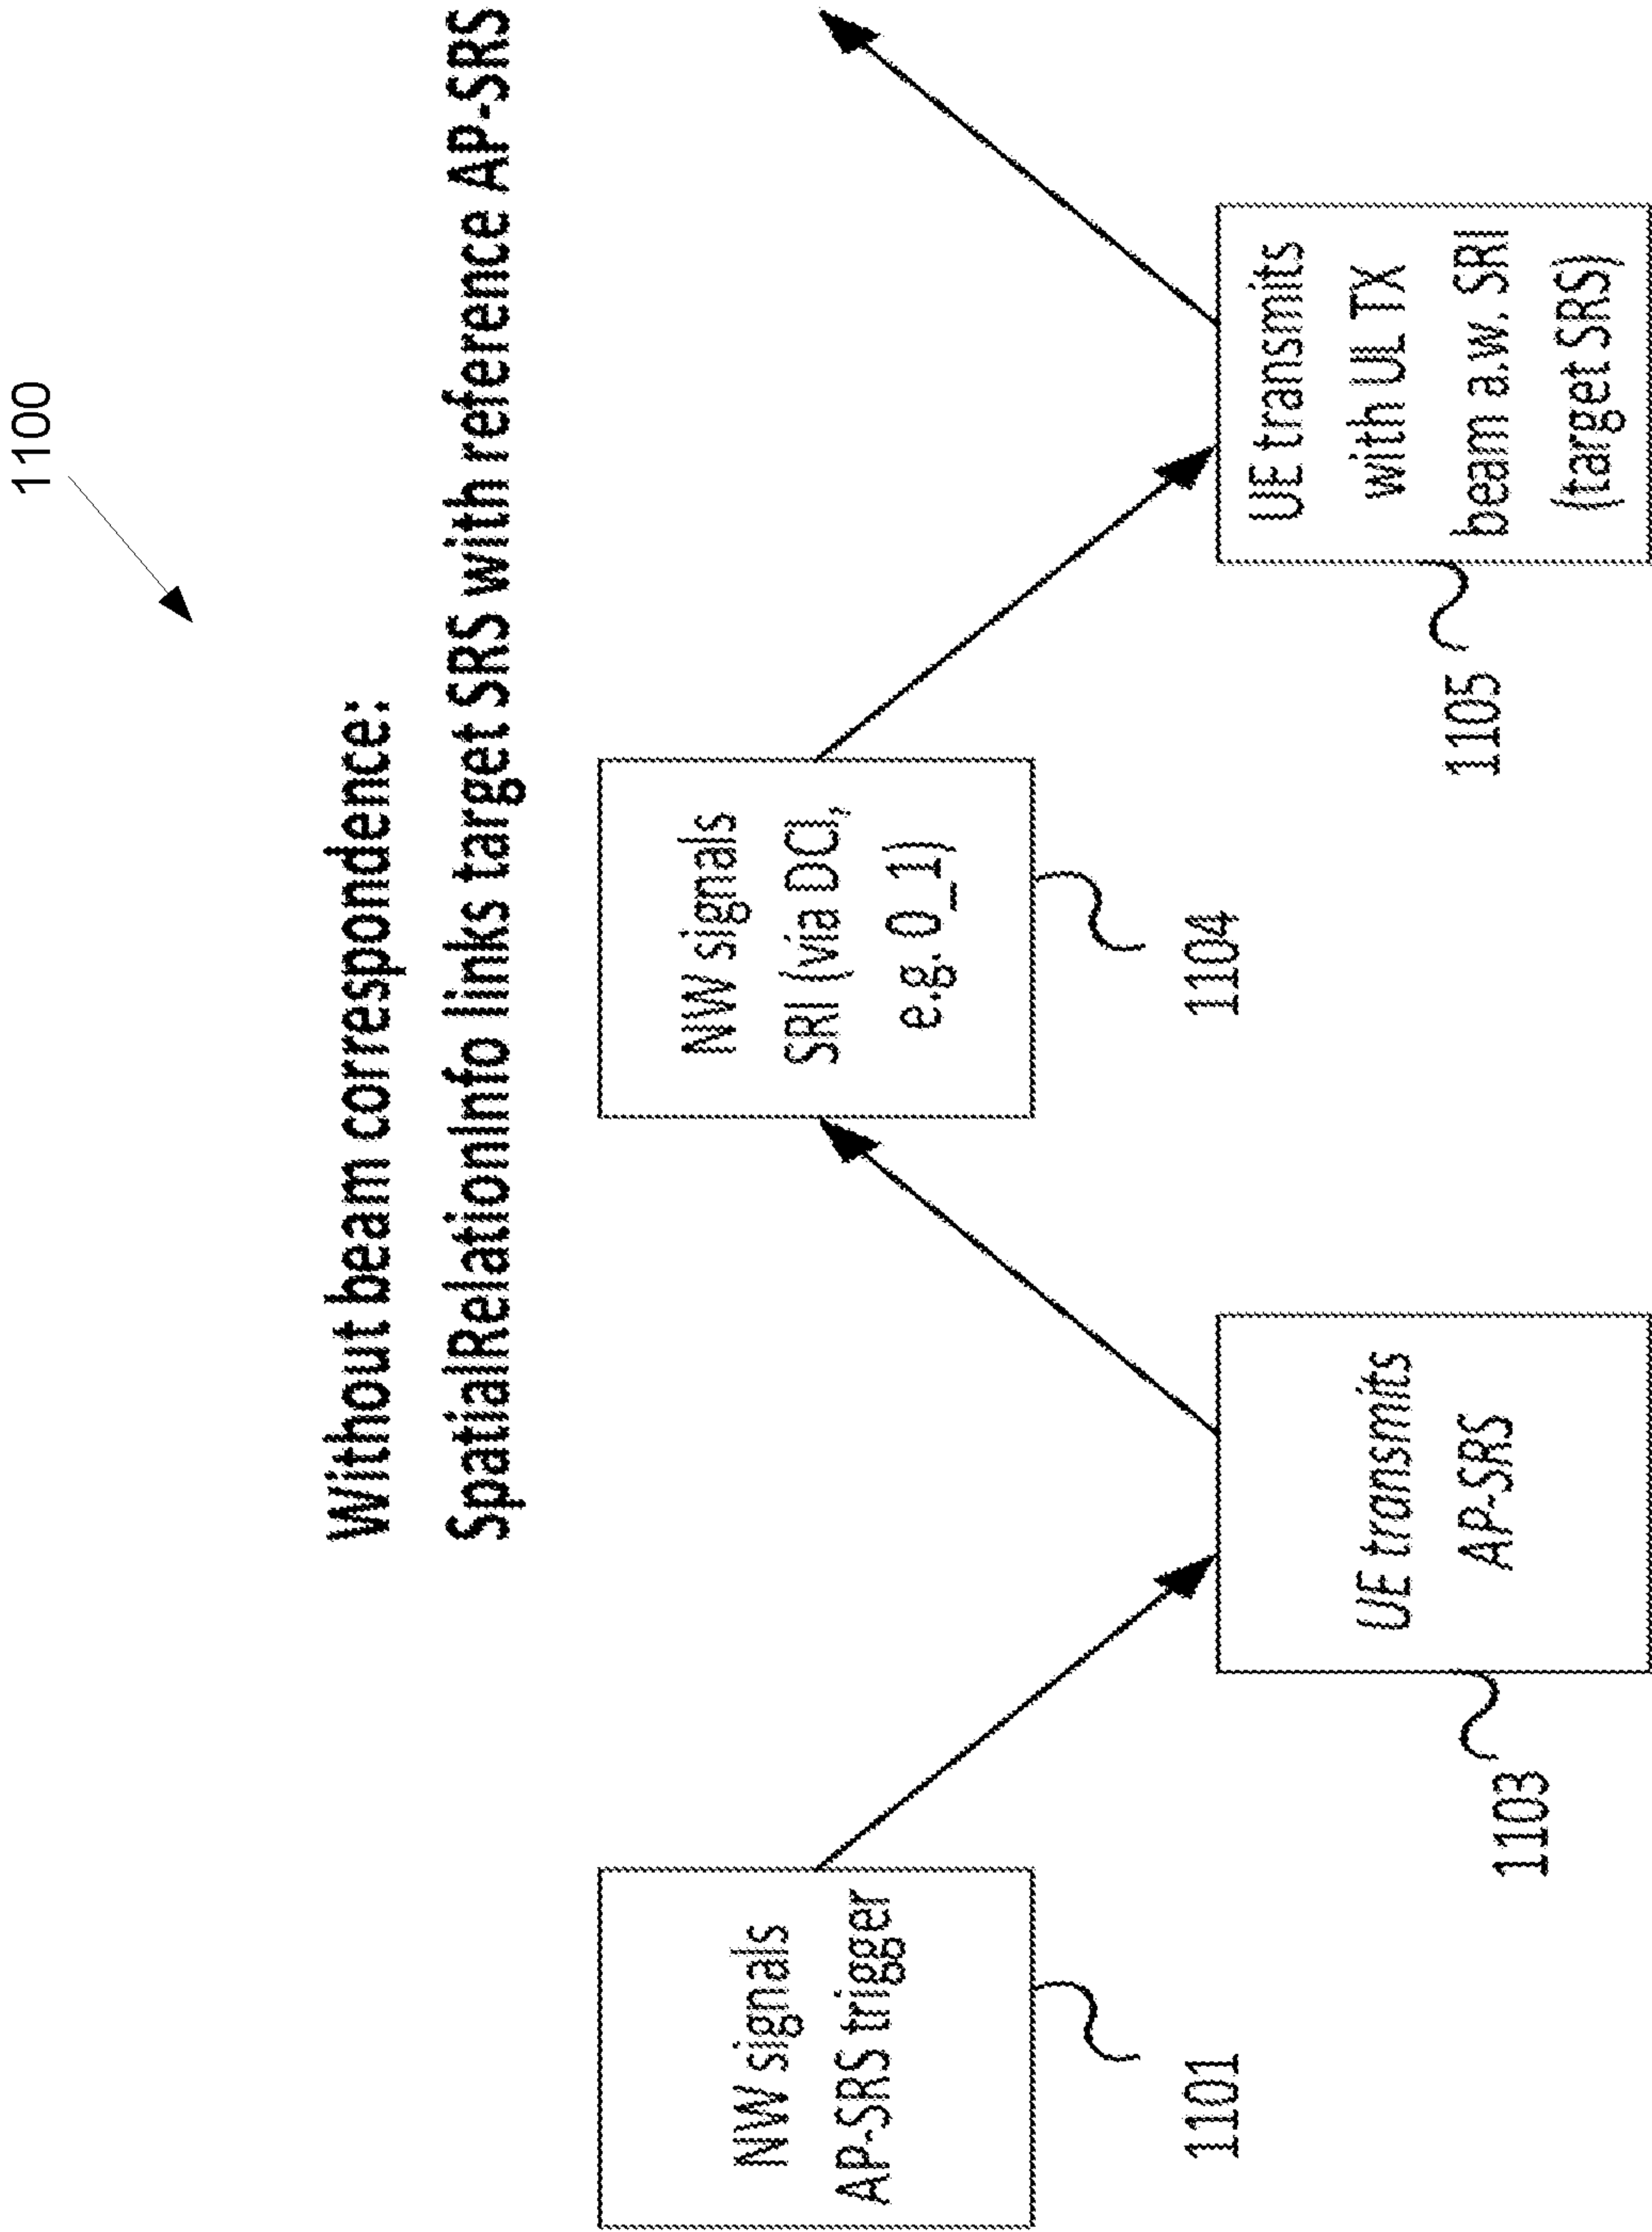 1100
Without beam correspondence:
SpatialRelationInfo links target SRS with reference AP-SRS
NW signals
AP-SRS trigger
1101
UE transmits
AP-SRS
1103
NW signals
SRI (via DCI,
e.g. 0_1)
1104
UE transmits
with UL TX
beam a.w. SRI
(target SRS)
1105